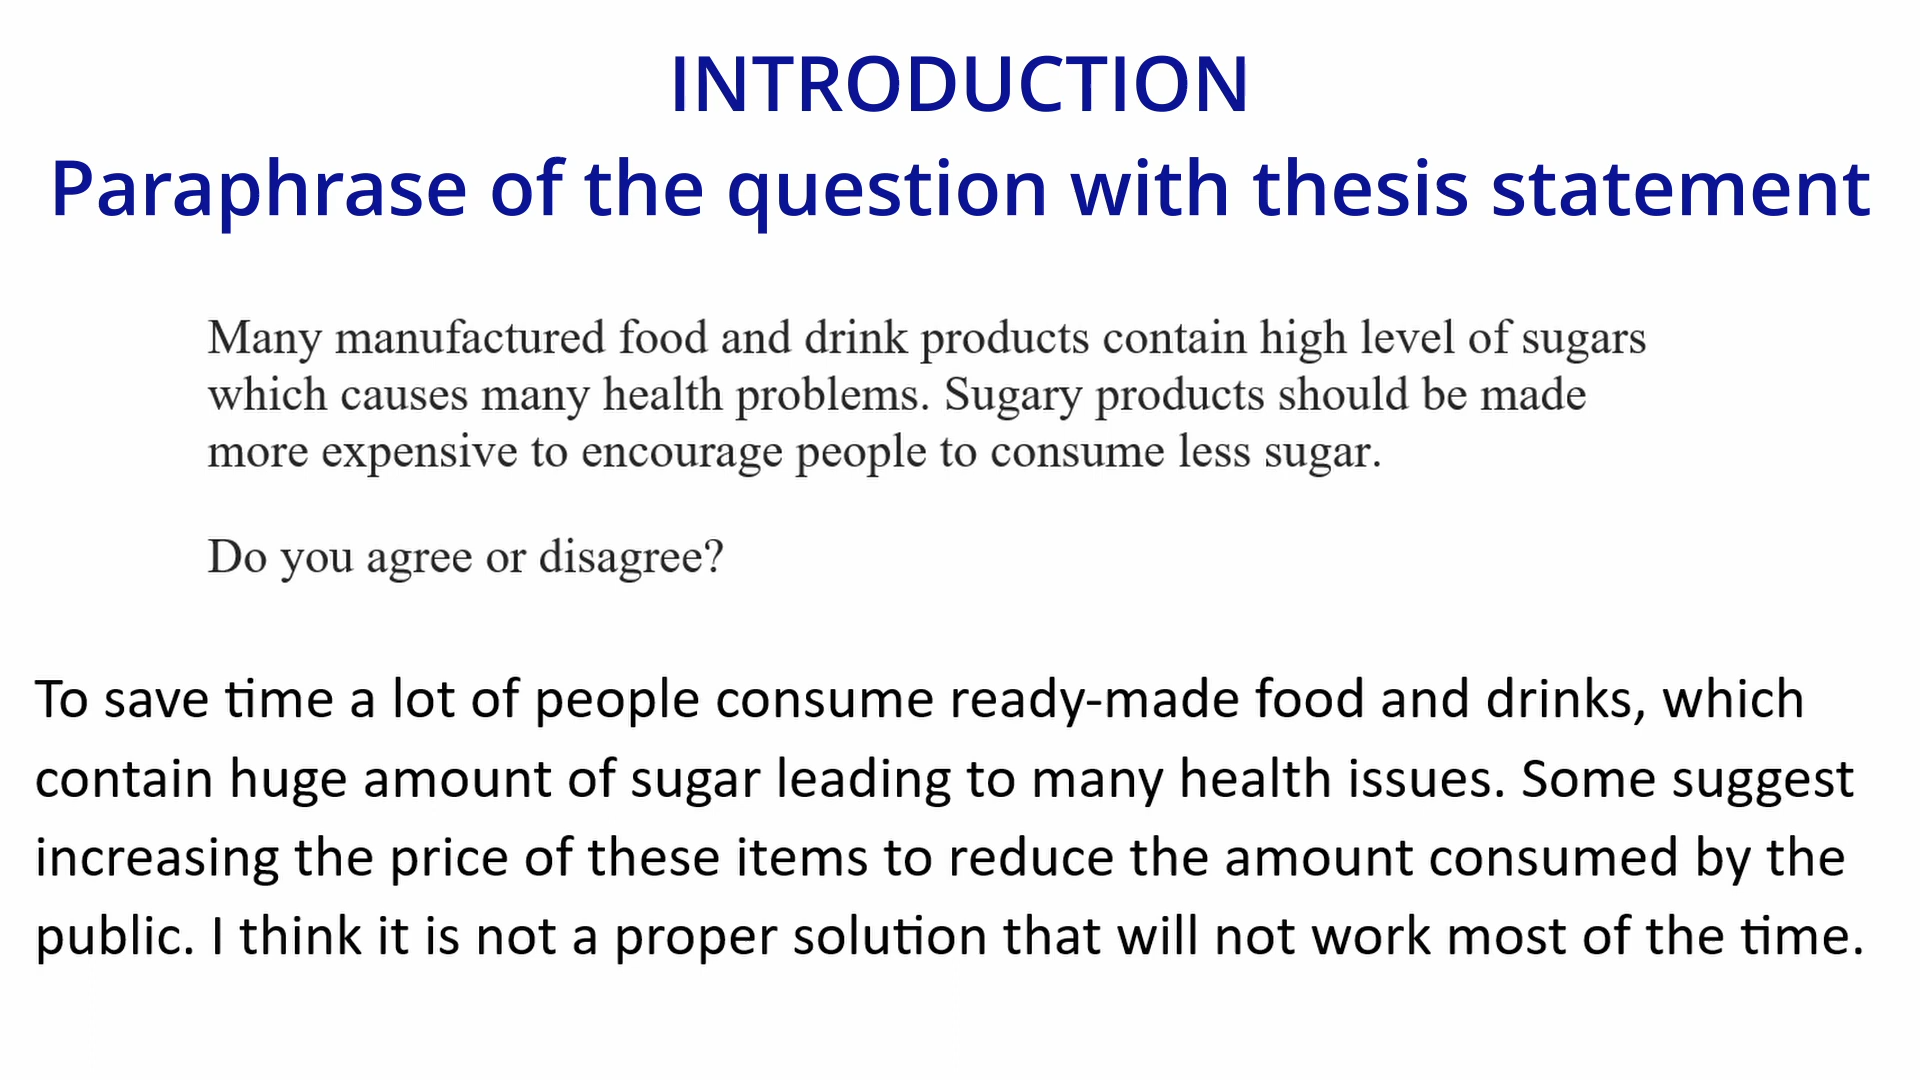 INTRODUCTION
Paraphrase of the question with thesis statement
Many manufactured food and drink products contain high level of sugars
which causes many health problems. Sugary products should be made
more expensive to encourage people to consume less sugar.
Do you agree or disagree?
To save time a lot of people consume ready-made food and drinks, which
contain huge amount of sugar leading to many health issues. Some suggest
increasing the price of these items to reduce the amount consumed by the
public. I think it is not a proper solution that will not work most of the time.